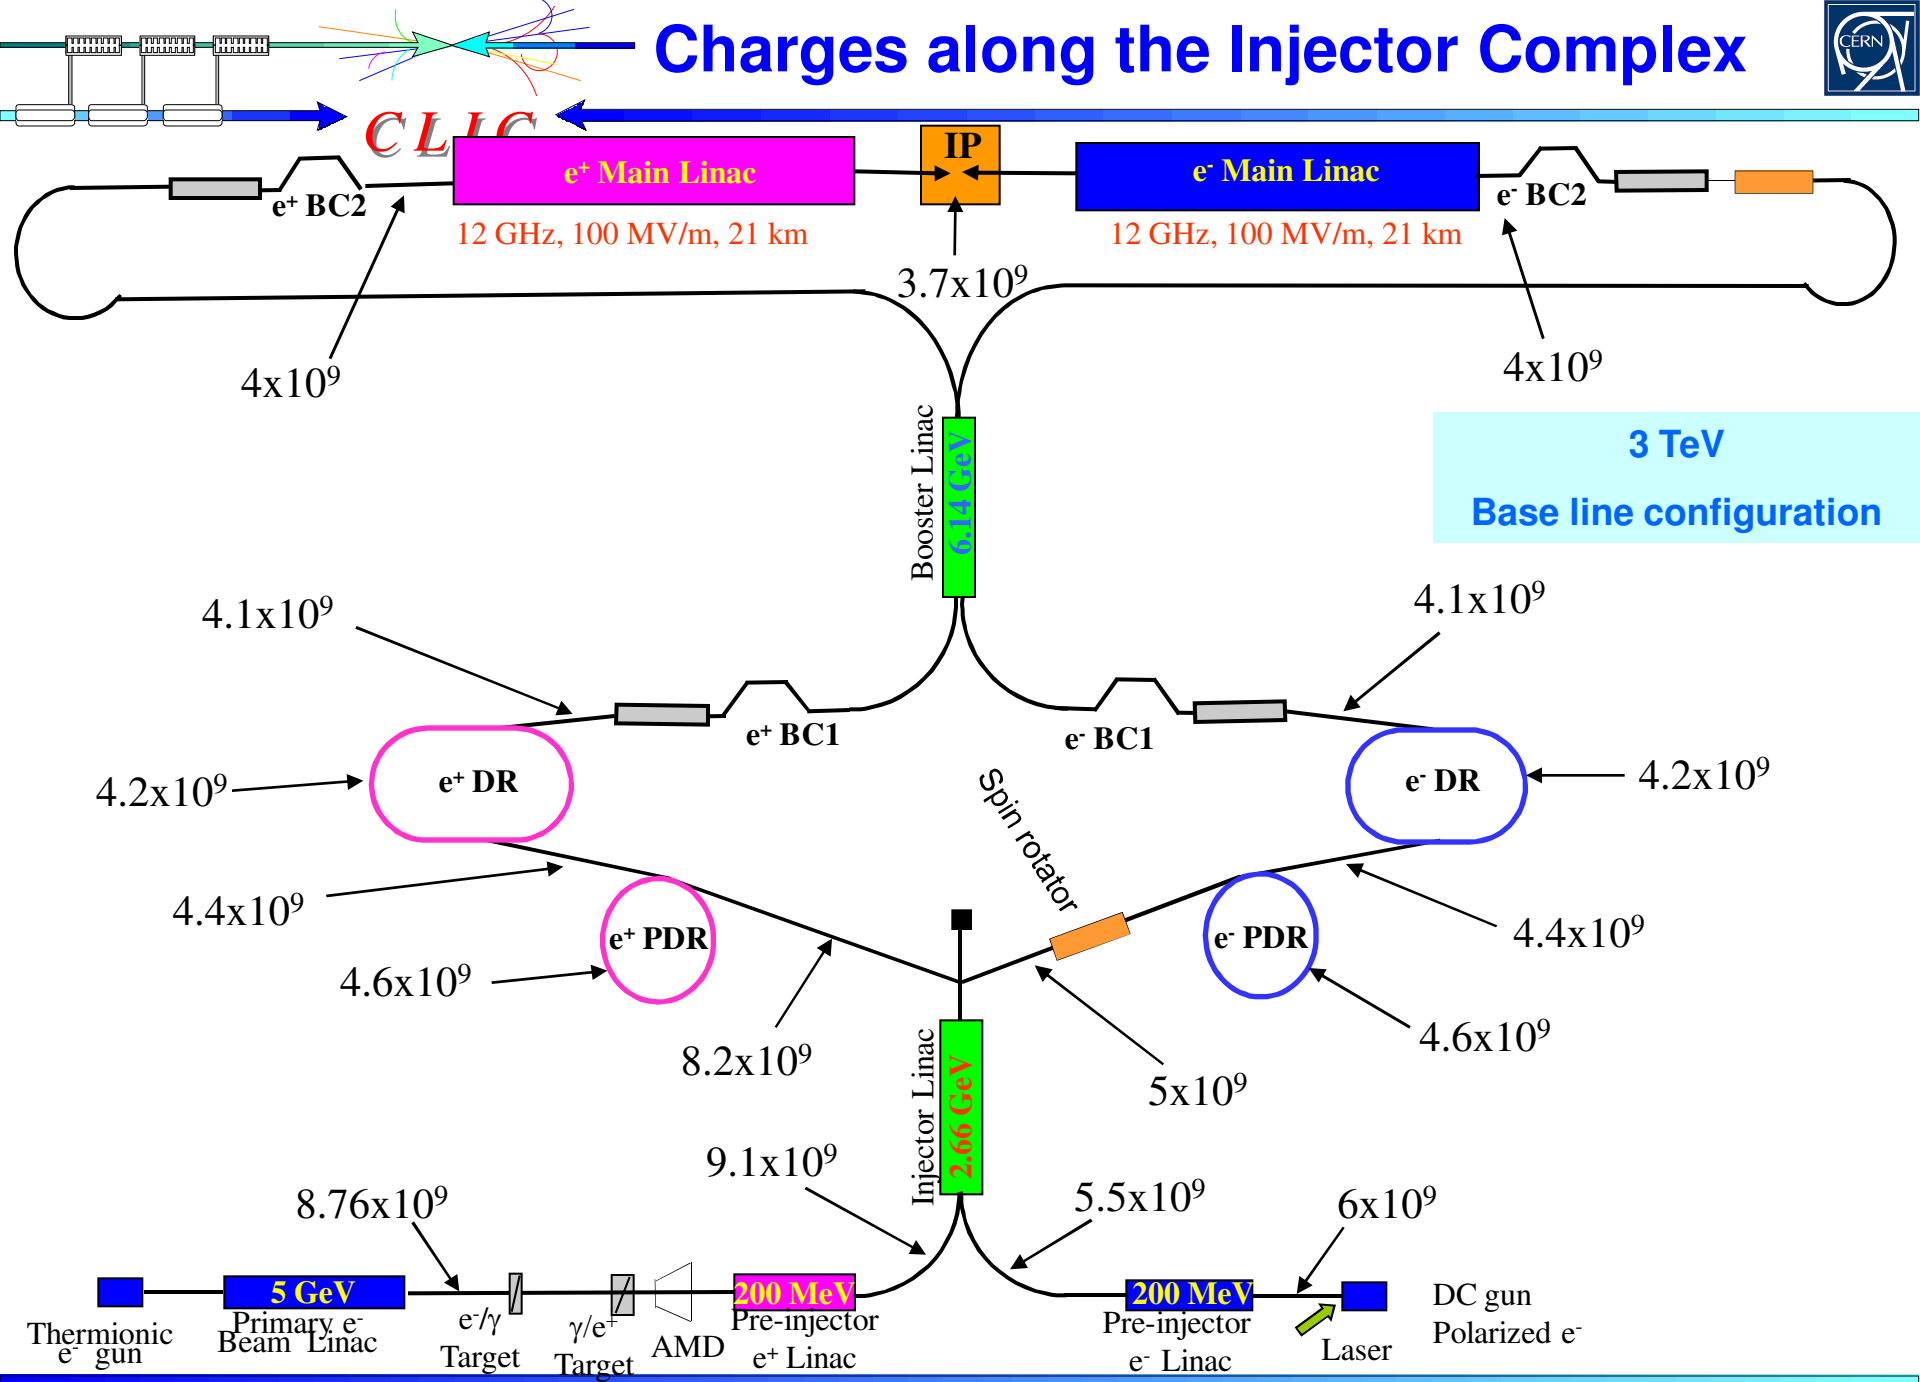 Charges along the Injector Complex
CERN
CLIC
e⁺ Main Linac
IP
e⁻ Main Linac
e⁺ BC2
e⁻ BC2
12 GHz, 100 MV/m, 21 km
12 GHz, 100 MV/m, 21 km
3.7x10⁹
4x10⁹
4x10⁹
Booster Linac
6.14 GeV
3 TeV
Base line configuration
4.1x10⁹
4.1x10⁹
e⁺ BC1
e⁻ BC1
4.2x10⁹
e⁺ DR
Spin rotator
e⁻ DR
4.2x10⁹
4.4x10⁹
e⁺ PDR
e⁻ PDR
4.4x10⁹
4.6x10⁹
4.6x10⁹
8.2x10⁹
5x10⁹
Injector Linac
2.66 GeV
9.1x10⁹
8.76x10⁹
5.5x10⁹
6x10⁹
5 GeV
200 MeV
200 MeV
Thermionic
e⁻ gun
Primary e⁻
Beam Linac
e⁻/γ
Target
γ/e⁺
Target
AMD
Pre-injector
e⁺ Linac
Pre-injector
e⁻ Linac
Laser
DC gun
Polarized e⁻